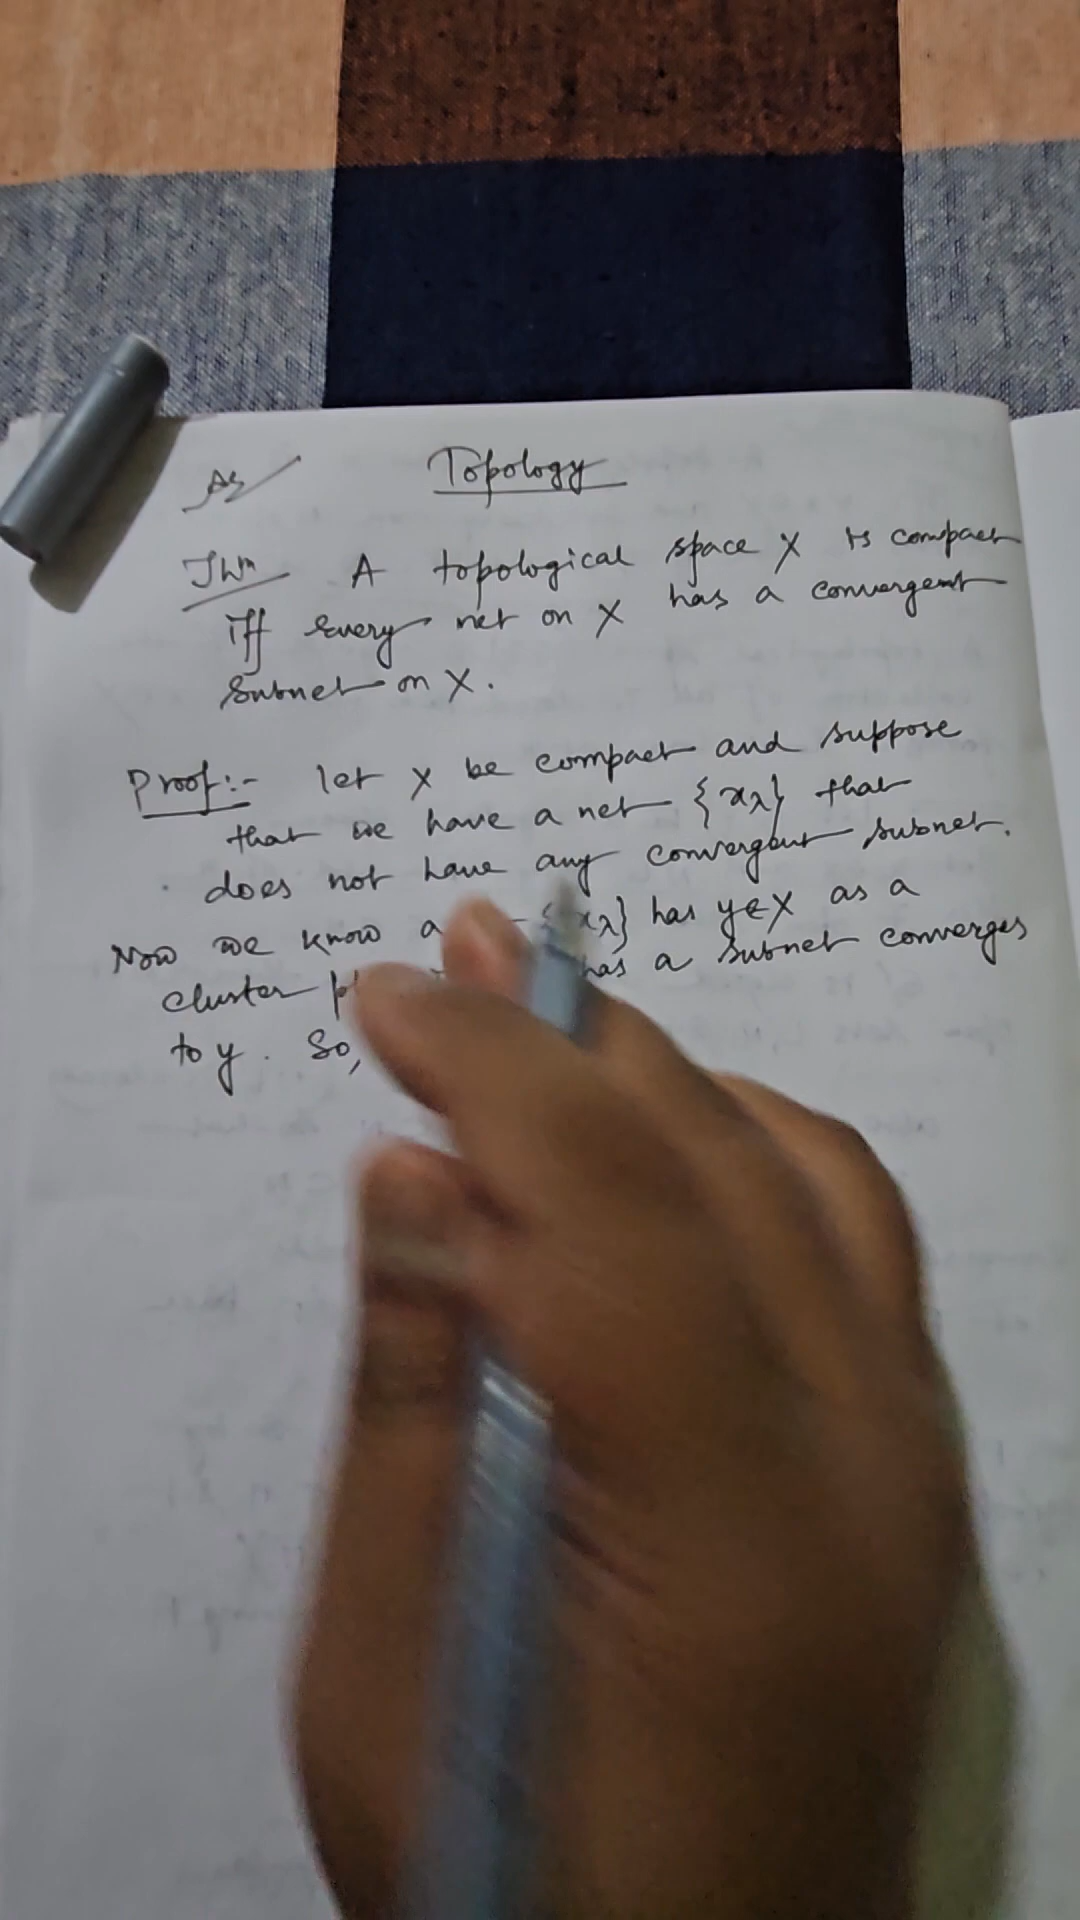 Topology
Thm A topological space X is compact
iff every net on X has a convergent
subnet on X.
Proof:- let X be compact and suppose
that we have a net {xλ} that
does not have any convergent subnet.
Now we know a {xλ} has y∈X as a
cluster has a subnet converges
to y. So,